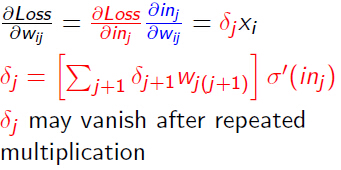 ∂Loss/∂w_ij = ∂Loss/∂in_j ∂in_j/∂w_ij = δ_j x_i
δ_j = [∑_{j+1} δ_{j+1} w_{j(j+1)}] σ′(in_j)
δ_j may vanish after repeated
multiplication